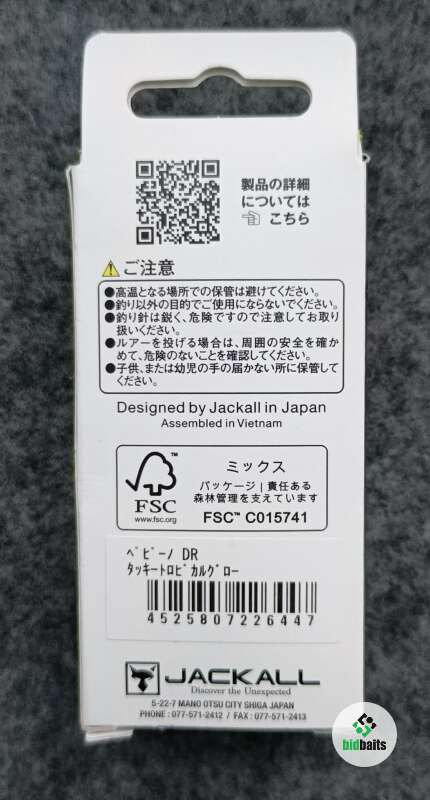 製品の詳細
については
☜ こちら
⚠ ご注意
●高温となる場所での保管は避けてください。
●釣り以外の目的でご使用にならないでください。
●釣り針は鋭く、危険ですので注意してお取り
扱いください。
●ルアーを投げる場合は、周囲の安全を確か
めて、危険のないことを確認してください。
●子供、または幼児の手の届かない所に保管して
ください。
Designed by Jackall in Japan
Assembled in Vietnam
FSC™
www.fsc.org
ミックス
パッケージ|責任ある
森林管理を支えています
FSC™ C015741
ﾍﾞﾋﾞｰﾉ DR
ﾀｯｷｰﾄﾛﾋﾟｶﾙｸﾞﾛｰ
4525807226447
JACKALL
Discover the Unexpected
5-22-7 MANO OTSU CITY SHIGA JAPAN
PHONE : 077-571-2412 / FAX : 077-571-2413
bidbaits